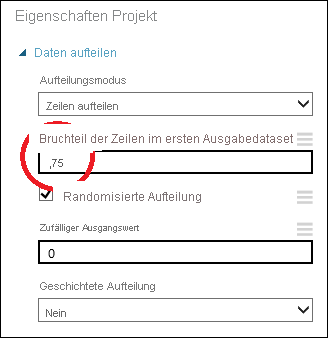 Eigenschaften Projekt
Daten aufteilen
Aufteilungsmodus
Zeilen aufteilen
Bruchteil der Zeilen im ersten Ausgabedataset
,75
Randomisierte Aufteilung
Zufälliger Ausgangswert
0
Geschichtete Aufteilung
Nein